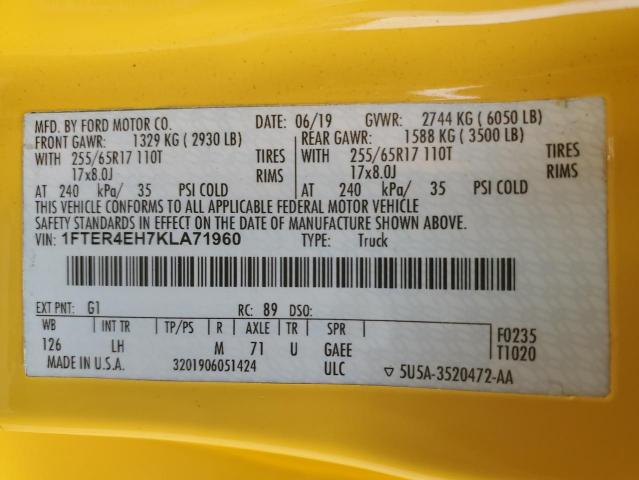 MFD. BY FORD MOTOR CO. DATE: 06/19 GVWR: 2744 KG ( 6050 LB)
FRONT GAWR: 1329 KG ( 2930 LB) REAR GAWR: 1588 KG ( 3500 LB)
WITH 255/65R17 110T TIRES WITH 255/65R17 110T TIRES
17x8.0J RIMS 17x8.0J RIMS
AT 240 kPa/ 35 PSI COLD AT 240 kPa/ 35 PSI COLD
THIS VEHICLE CONFORMS TO ALL APPLICABLE FEDERAL MOTOR VEHICLE
SAFETY STANDARDS IN EFFECT ON THE DATE OF MANUFACTURE SHOWN ABOVE.
VIN: 1FTER4EH7KLA71960 TYPE: Truck
EXT PNT: G1 RC: 89 DSO:
WB INT TR TP/PS R AXLE TR SPR F0235
126 LH M 71 U GAEE T1020
MADE IN U.S.A. 3201906051424 ULC ▽ 5U5A-3520472-AA